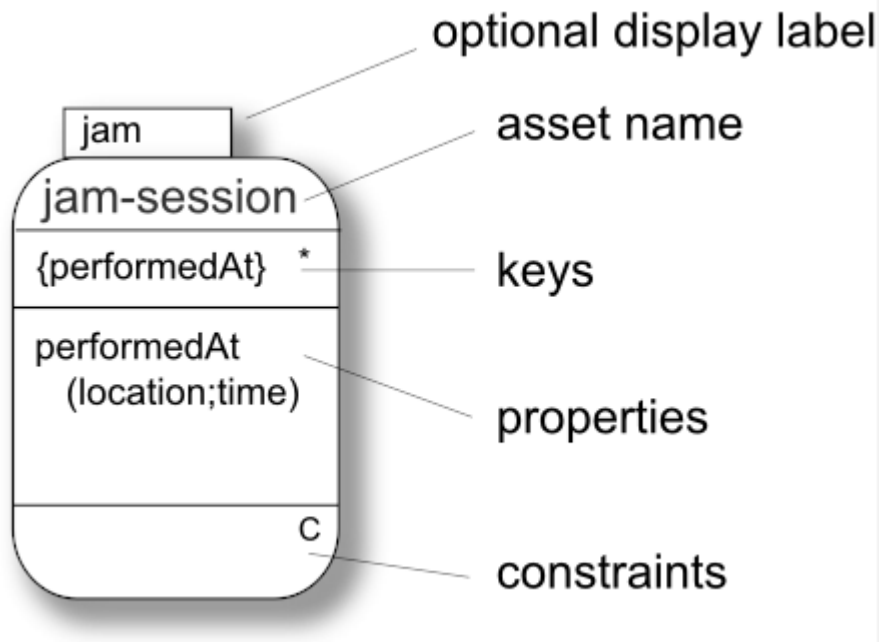 optional display label
jam
asset name
jam-session
{performedAt} *
keys
performedAt
(location;time)
properties
C
constraints